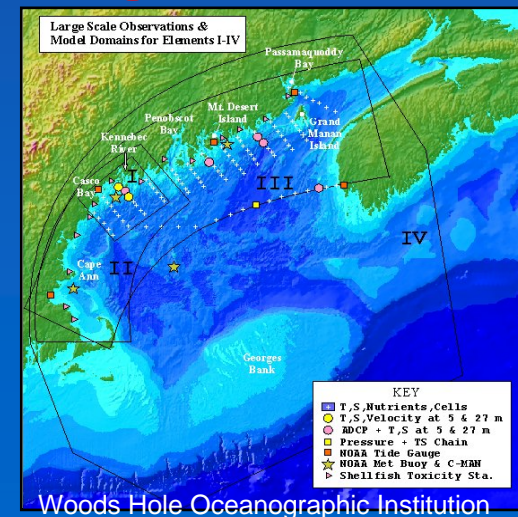 Large Scale Observations &
Model Domains for Elements I-IV
Passamaquoddy
Bay
Mt. Desert
Island
Penobscot
Bay
Grand
Manan
Island
Kennebec
River
I
Casco
Bay
III
IV
II
Cape
Ann
Georges
Bank
KEY
T,S,Nutrients,Cells
T,S,Velocity at 5 & 27 m
ADCP + T,S at 5 & 27 m
Pressure + TS Chain
NOAA Tide Gauge
NOAA Met Buoy & C-MAN
Shellfish Toxicity Sta.
Woods Hole Oceanographic Institution